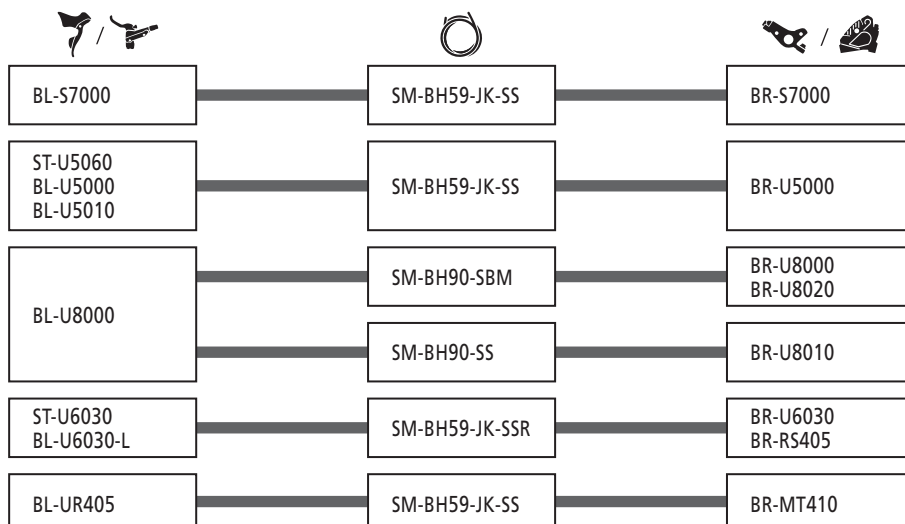 /
/
BL-S7000
SM-BH59-JK-SS
BR-S7000
ST-U5060
BL-U5000
BL-U5010
SM-BH59-JK-SS
BR-U5000
BL-U8000
SM-BH90-SBM
BR-U8000
BR-U8020
SM-BH90-SS
BR-U8010
ST-U6030
BL-U6030-L
SM-BH59-JK-SSR
BR-U6030
BR-RS405
BL-UR405
SM-BH59-JK-SS
BR-MT410